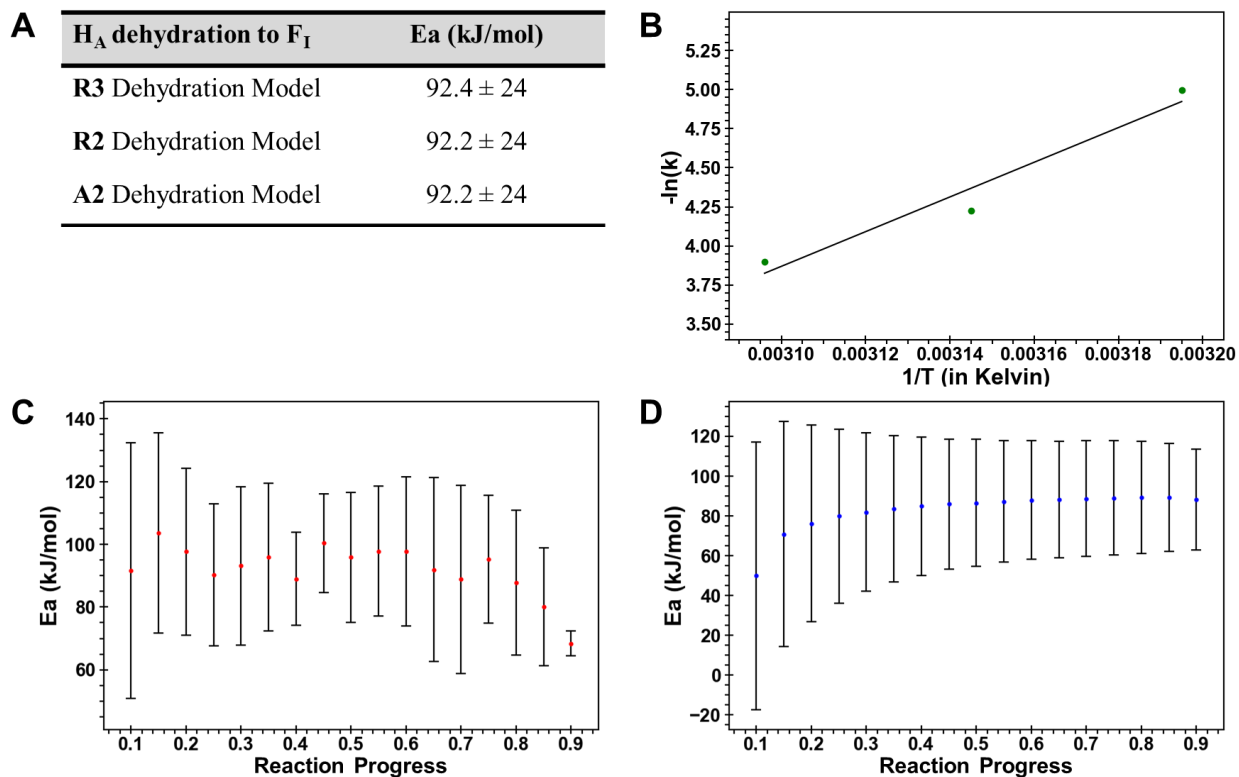 A
H_A dehydration to F_I Ea (kJ/mol)
R3 Dehydration Model 92.4 ± 24
R2 Dehydration Model 92.2 ± 24
A2 Dehydration Model 92.2 ± 24
B
5.25
5.00
4.75
4.50
4.25
4.00
3.75
3.50
-ln(k)
0.00310 0.00312 0.00314 0.00316 0.00318 0.00320
1/T (in Kelvin)
C
140
120
100
80
60
Ea (kJ/mol)
0.1 0.2 0.3 0.4 0.5 0.6 0.7 0.8 0.9
Reaction Progress
D
120
100
80
60
40
20
0
−20
Ea (kJ/mol)
0.1 0.2 0.3 0.4 0.5 0.6 0.7 0.8 0.9
Reaction Progress